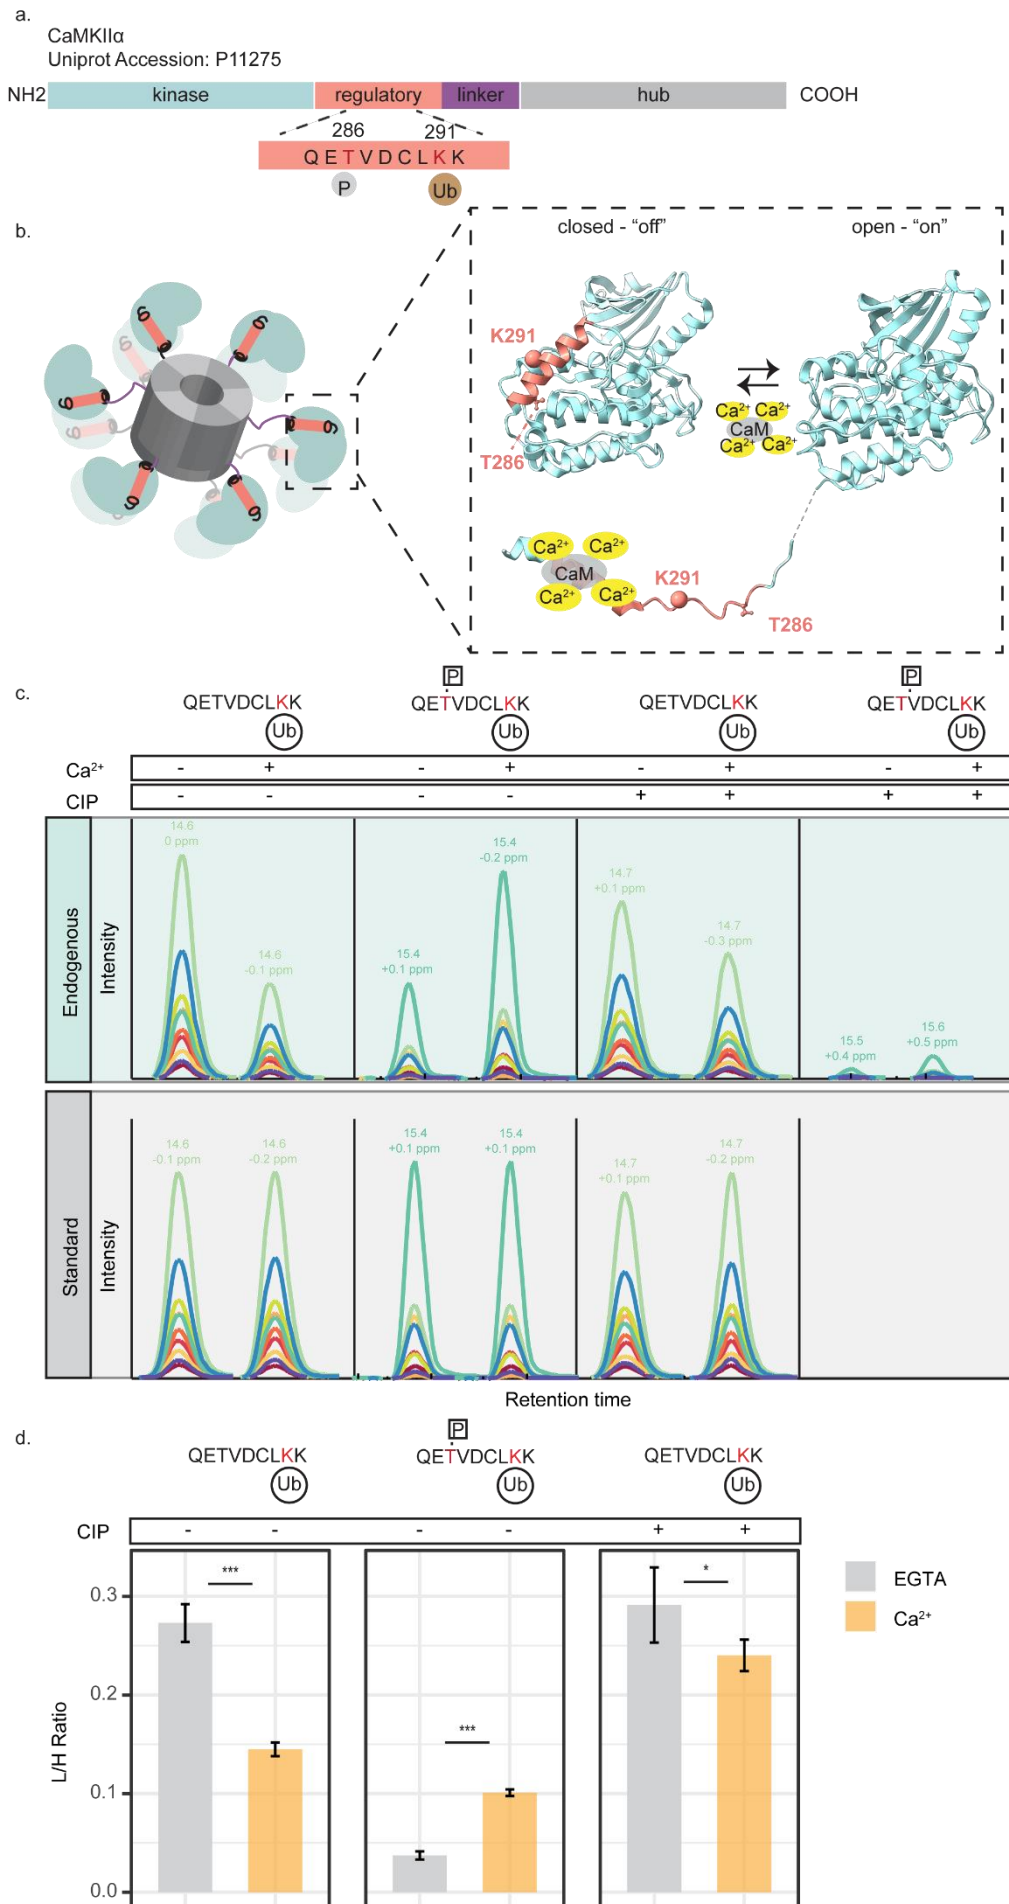 a.
CaMKIIα
Uniprot Accession: P11275
NH2 kinase regulatory linker hub COOH
286 291
Q E T V D C L K K
P Ub
b.
closed - “off” open - “on”
K291
T286
Ca²⁺ Ca²⁺
CaM
Ca²⁺ Ca²⁺
Ca²⁺ Ca²⁺
CaM
Ca²⁺ Ca²⁺
K291
T286
c.
P P
QETVDCLKK QETVDCLKK QETVDCLKK QETVDCLKK
Ub Ub Ub Ub
Ca²⁺ - + - + - + - +
CIP - - - - + + + +
Endogenous
Intensity
14.6
0 ppm
14.6
-0.1 ppm
15.4
+0.1 ppm
15.4
-0.2 ppm
14.7
+0.1 ppm
14.7
-0.3 ppm
15.5
+0.4 ppm
15.6
+0.5 ppm
Standard
Intensity
14.6
-0.1 ppm
14.6
-0.2 ppm
15.4
+0.1 ppm
15.4
+0.1 ppm
14.7
+0.1 ppm
14.7
-0.2 ppm
Retention time
d.
P
QETVDCLKK QETVDCLKK QETVDCLKK
Ub Ub Ub
CIP - - - - + +
L/H Ratio
0.3
0.2
0.1
0.0
***
***
*
EGTA
Ca²⁺